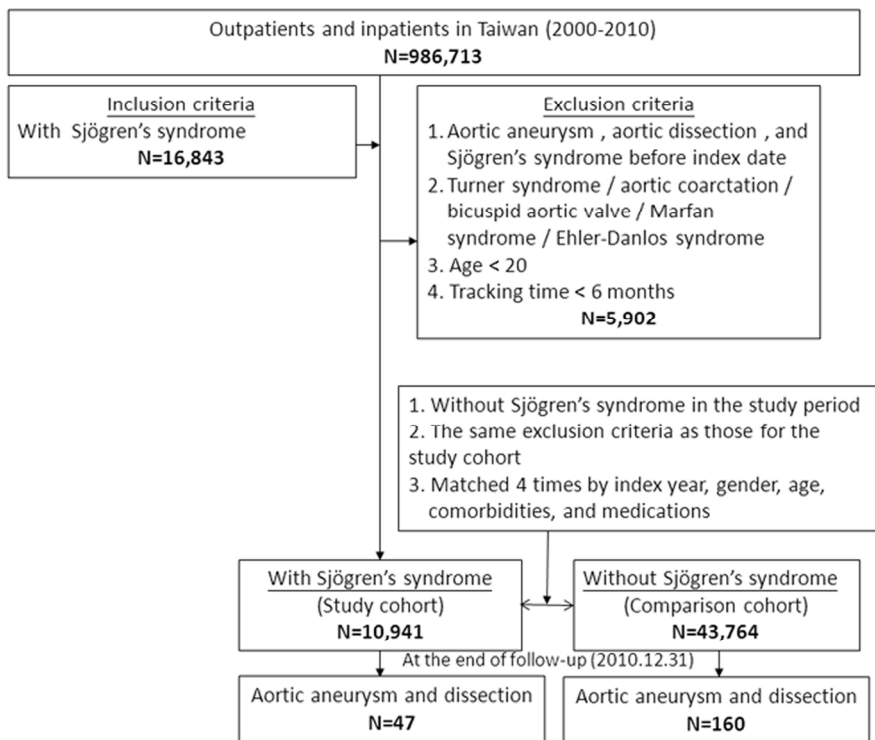 Outpatients and inpatients in Taiwan (2000-2010)
N=986,713
Inclusion criteria
With Sjögren's syndrome
N=16,843
Exclusion criteria
1. Aortic aneurysm , aortic dissection , and
Sjögren's syndrome before index date
2. Turner syndrome / aortic coarctation /
bicuspid aortic valve / Marfan
syndrome / Ehler-Danlos syndrome
3. Age < 20
4. Tracking time < 6 months
N=5,902
1. Without Sjögren's syndrome in the study period
2. The same exclusion criteria as those for the
study cohort
3. Matched 4 times by index year, gender, age,
comorbidities, and medications
With Sjögren's syndrome
(Study cohort)
N=10,941
Without Sjögren's syndrome
(Comparison cohort)
N=43,764
At the end of follow-up (2010.12.31)
Aortic aneurysm and dissection
N=47
Aortic aneurysm and dissection
N=160